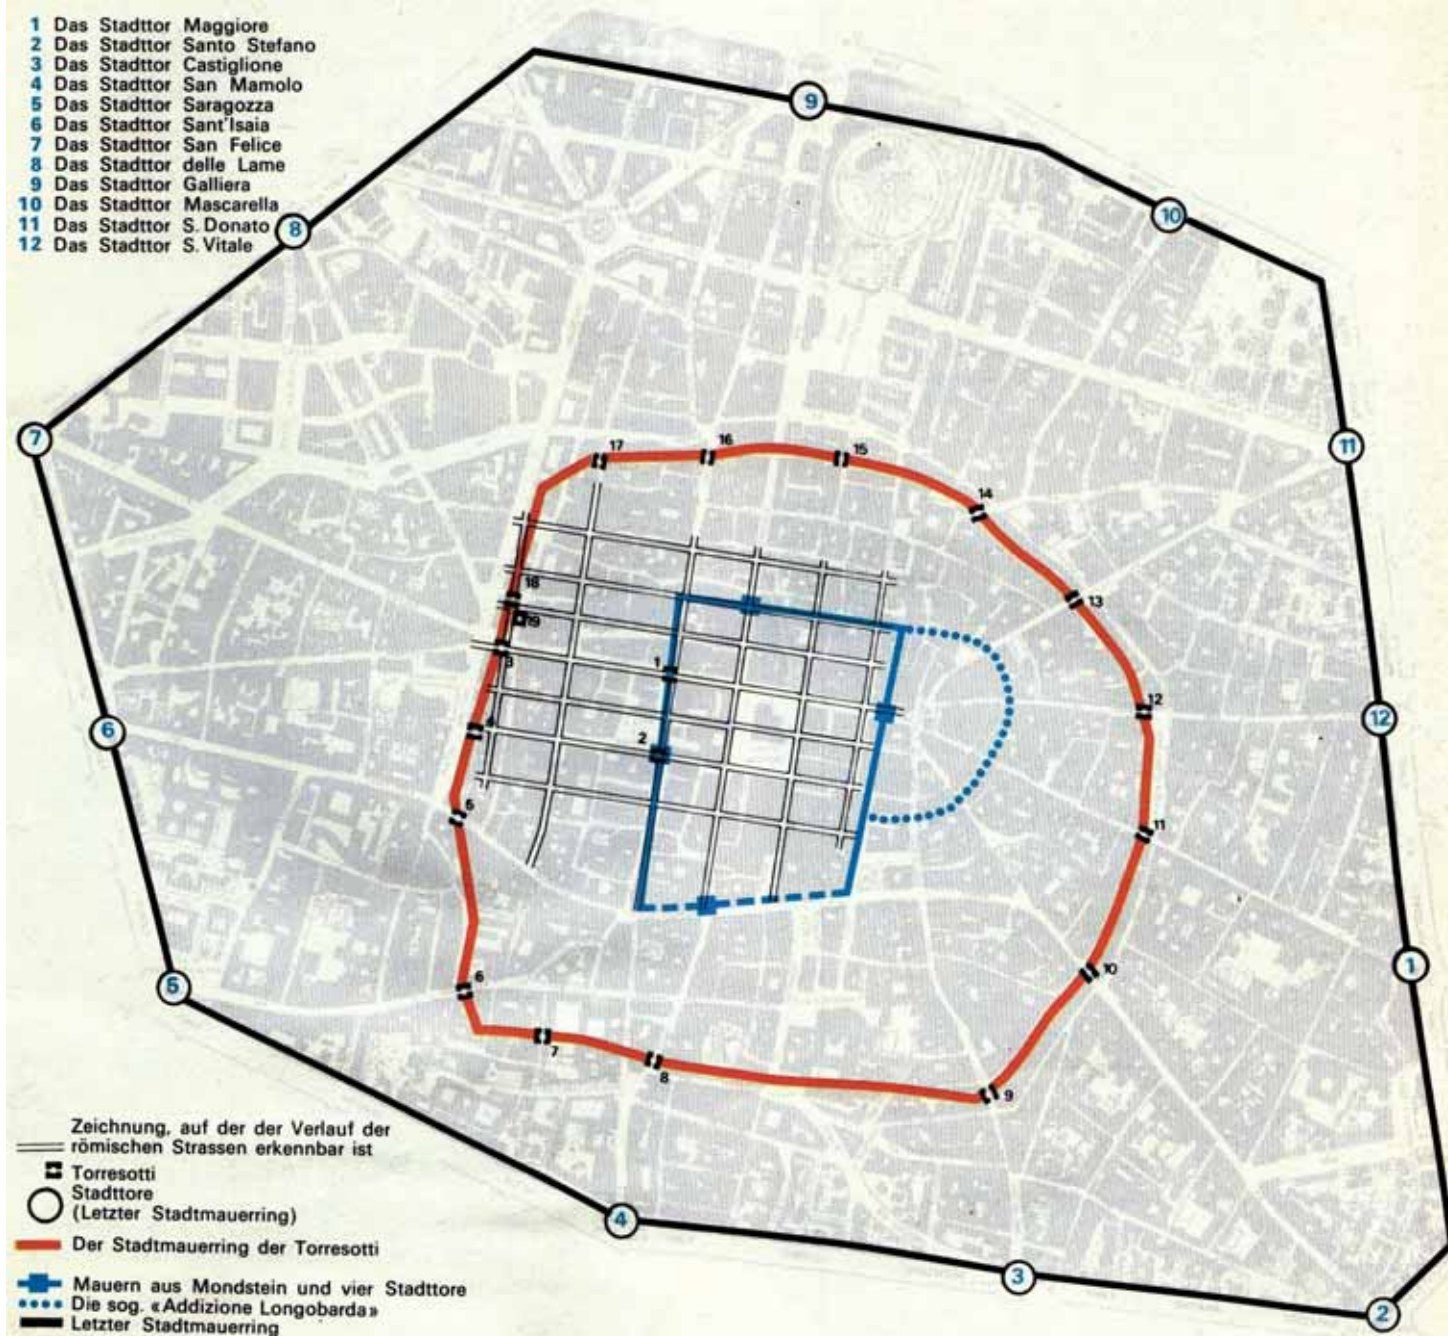 1 Das Stadttor Maggiore
2 Das Stadttor Santo Stefano
3 Das Stadttor Castiglione
4 Das Stadttor San Mamolo
5 Das Stadttor Saragozza
6 Das Stadttor Sant'Isaia
7 Das Stadttor San Felice
8 Das Stadttor delle Lame
9 Das Stadttor Galliera
10 Das Stadttor Mascarella
11 Das Stadttor S. Donato
12 Das Stadttor S. Vitale
9
10
8
7
11
17
16
15
14
18
19
13
3
1
12
12
6
4
2
5
11
1
10
5
6
7
8
9
4
3
2
Zeichnung, auf der der Verlauf der
römischen Strassen erkennbar ist
Torresotti
Stadttore
(Letzter Stadtmauerring)
Der Stadtmauerring der Torresotti
Mauern aus Mondstein und vier Stadttore
Die sog. «Addizione Longobarda»
Letzter Stadtmauerring